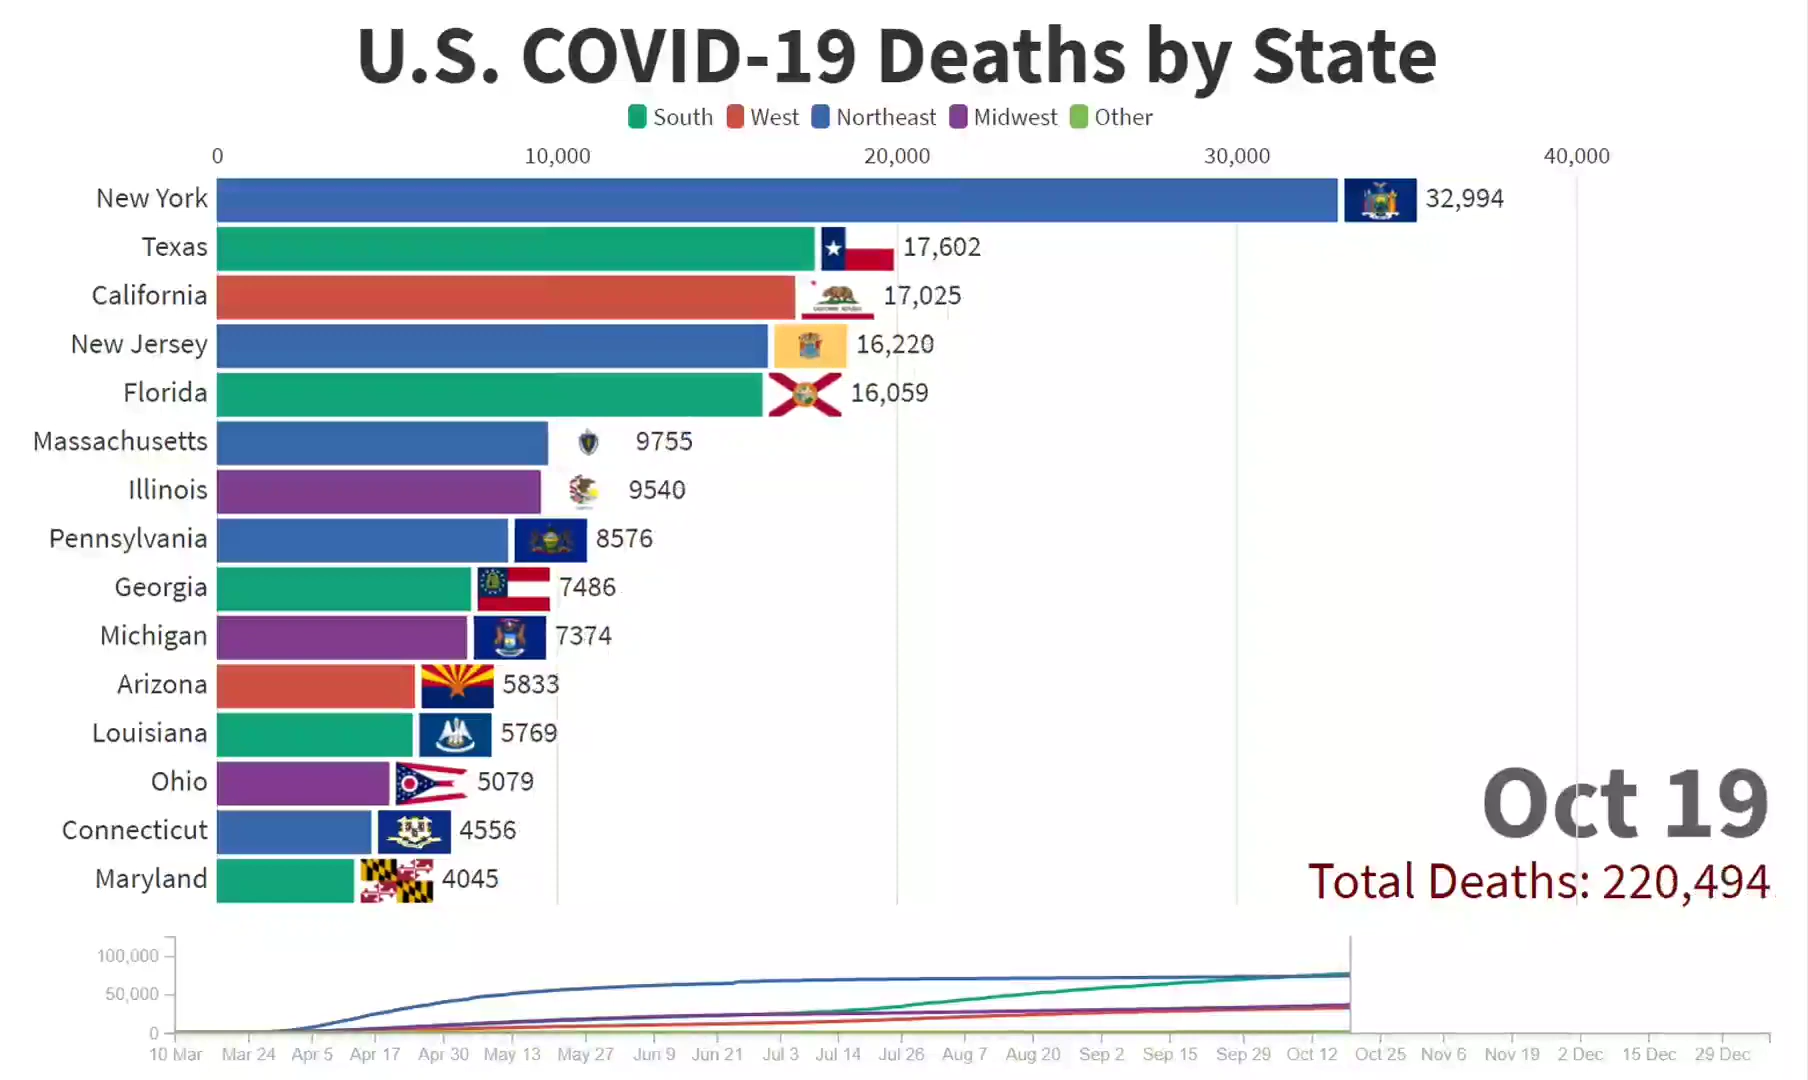 U.S. COVID-19 Deaths by State
South West Northeast Midwest Other
0 10,000 20,000 30,000 40,000
New York 32,994
Texas 17,602
California 17,025
New Jersey 16,220
Florida 16,059
Massachusetts 9755
Illinois 9540
Pennsylvania 8576
Georgia 7486
Michigan 7374
Arizona 5833
Louisiana 5769
Ohio 5079
Connecticut 4556
Maryland 4045
Oct 19
Total Deaths: 220,494
100,000
50,000
0
10 Mar Mar 24 Apr 5 Apr 17 Apr 30 May 13 May 27 Jun 9 Jun 21 Jul 3 Jul 14 Jul 26 Aug 7 Aug 20 Sep 2 Sep 15 Sep 29 Oct 12 Oct 25 Nov 6 Nov 19 2 Dec 15 Dec 29 Dec